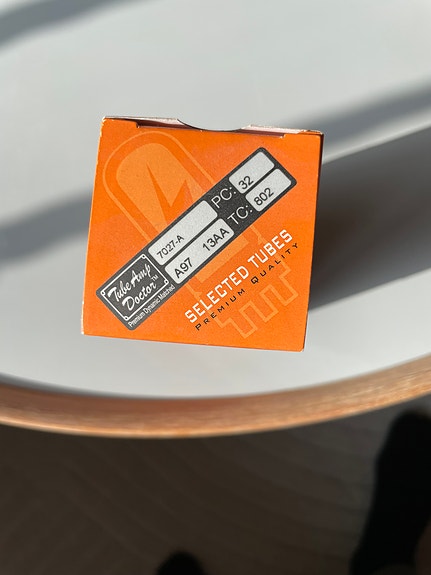 Tube Amp
Doctor
Premium Dynamic Matched
7027-A
PC: 32
A97 13AA
TC: 802
SELECTED TUBES
PREMIUM QUALITY